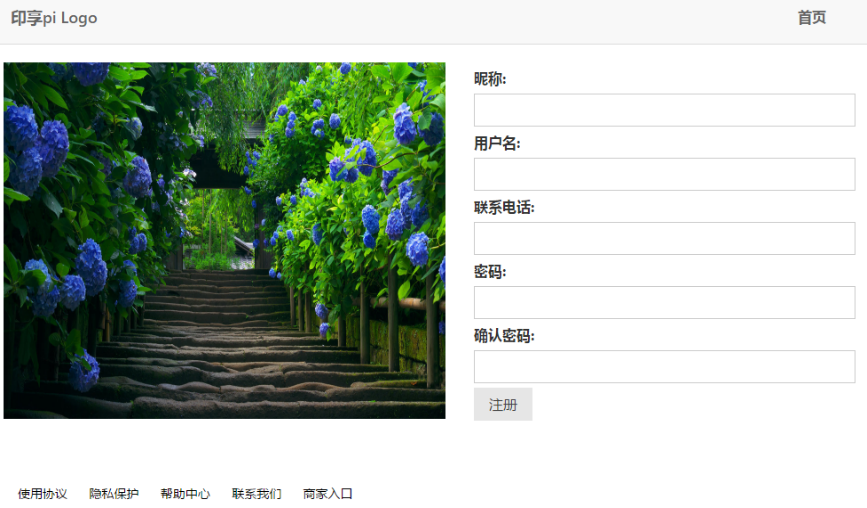 印享pi Logo
首页
昵称:
用户名:
联系电话:
密码:
确认密码:
注册
使用协议 隐私保护 帮助中心 联系我们 商家入口